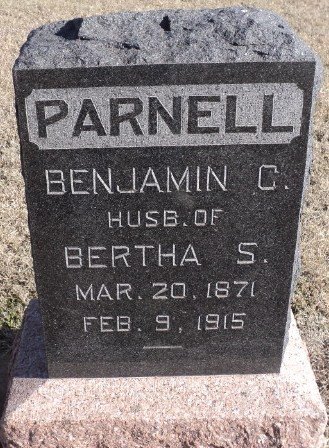 PARNELL
BENJAMIN C.
HUSB. OF
BERTHA S.
MAR. 20, 1871
FEB. 9, 1915